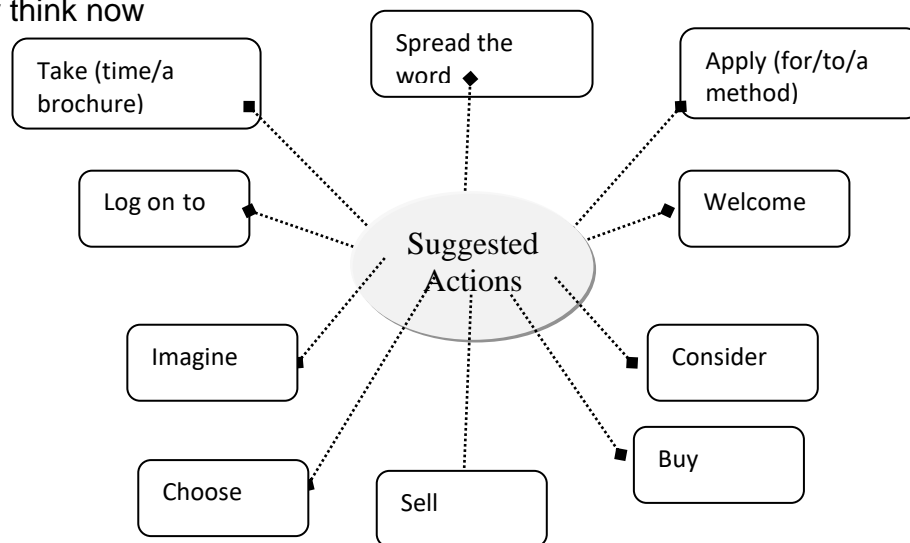 think now
Spread the
word
Take (time/a
brochure)
Apply (for/to/a
method)
Log on to
Welcome
Suggested
Actions
Imagine
Consider
Buy
Choose
Sell